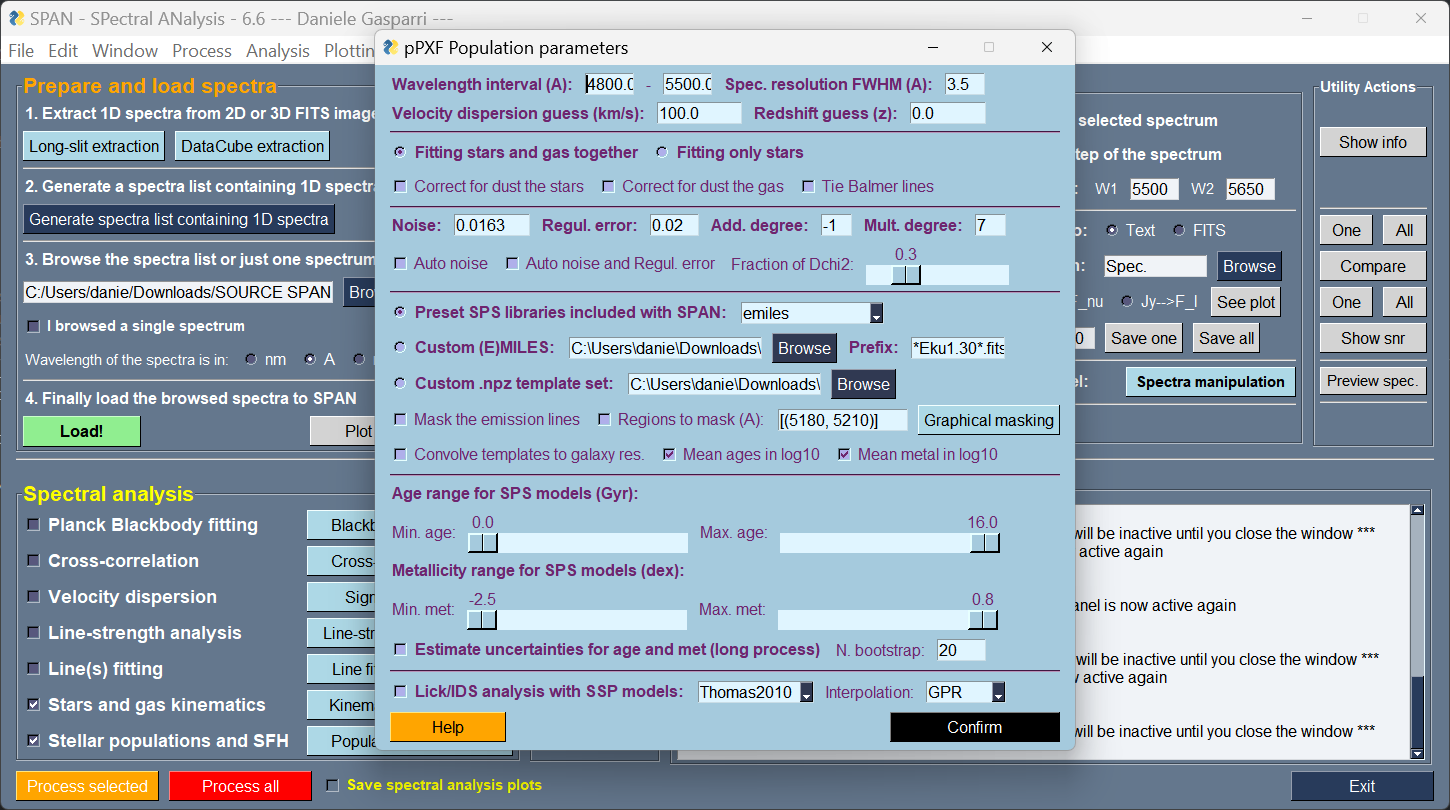 SPAN - SPectral ANalysis - 6.6 --- Daniele Gasparri ---
File Edit Window Process Analysis Plottin
Prepare and load spectra
1. Extract 1D spectra from 2D or 3D FITS image
Long-slit extraction DataCube extraction
2. Generate a spectra list containing 1D spectra
Generate spectra list containing 1D spectra
3. Browse the spectra list or just one spectrum
C:/Users/danie/Downloads/SOURCE SPAN Bro
I browsed a single spectrum
Wavelength of the spectra is in: nm A
4. Finally load the browsed spectra to SPAN
Load! Plot
Spectral analysis
Planck Blackbody fitting Blackb
Cross-correlation Cross-
Velocity dispersion Sig
Line-strength analysis Line-str
Line(s) fitting Line fi
Stars and gas kinematics Kinem
Stellar populations and SFH Popula
Process selected Process all Save spectral analysis plots Exit
pPXF Population parameters
Wavelength interval (A): 4800.0 - 5500.0 Spec. resolution FWHM (A): 3.5
Velocity dispersion guess (km/s): 100.0 Redshift guess (z): 0.0
Fitting stars and gas together Fitting only stars
Correct for dust the stars Correct for dust the gas Tie Balmer lines
Noise: 0.0163 Regul. error: 0.02 Add. degree: -1 Mult. degree: 7
Auto noise Auto noise and Regul. error Fraction of Dchi2: 0.3
Preset SPS libraries included with SPAN: emiles
Custom (E)MILES: C:\Users\danie\Downloads\ Browse Prefix: *Eku1.30*.fits
Custom .npz template set: C:\Users\danie\Downloads\ Browse
Mask the emission lines Regions to mask (A): [(5180, 5210)] Graphical masking
Convolve templates to galaxy res. Mean ages in log10 Mean metal in log10
Age range for SPS models (Gyr):
Min. age: 0.0 Max. age: 16.0
Metallicity range for SPS models (dex):
Min. met: -2.5 Max. met: 0.8
Estimate uncertainties for age and met (long process) N. bootstrap: 20
Lick/IDS analysis with SSP models: Thomas2010 Interpolation: GPR
Help Confirm
selected spectrum
tep of the spectrum
: W1 5500 W2 5650
o: Text FITS
n: Spec. Browse
F_nu Jy-->F_l See plot
0 Save one Save all
el: Spectra manipulation
Utility Actions
Show info
One All
Compare
One All
Show snr
Preview spec.
will be inactive until you close the window ***
active again
anel is now active again
will be inactive until you close the window ***
active again
will be inactive until you close the window ***